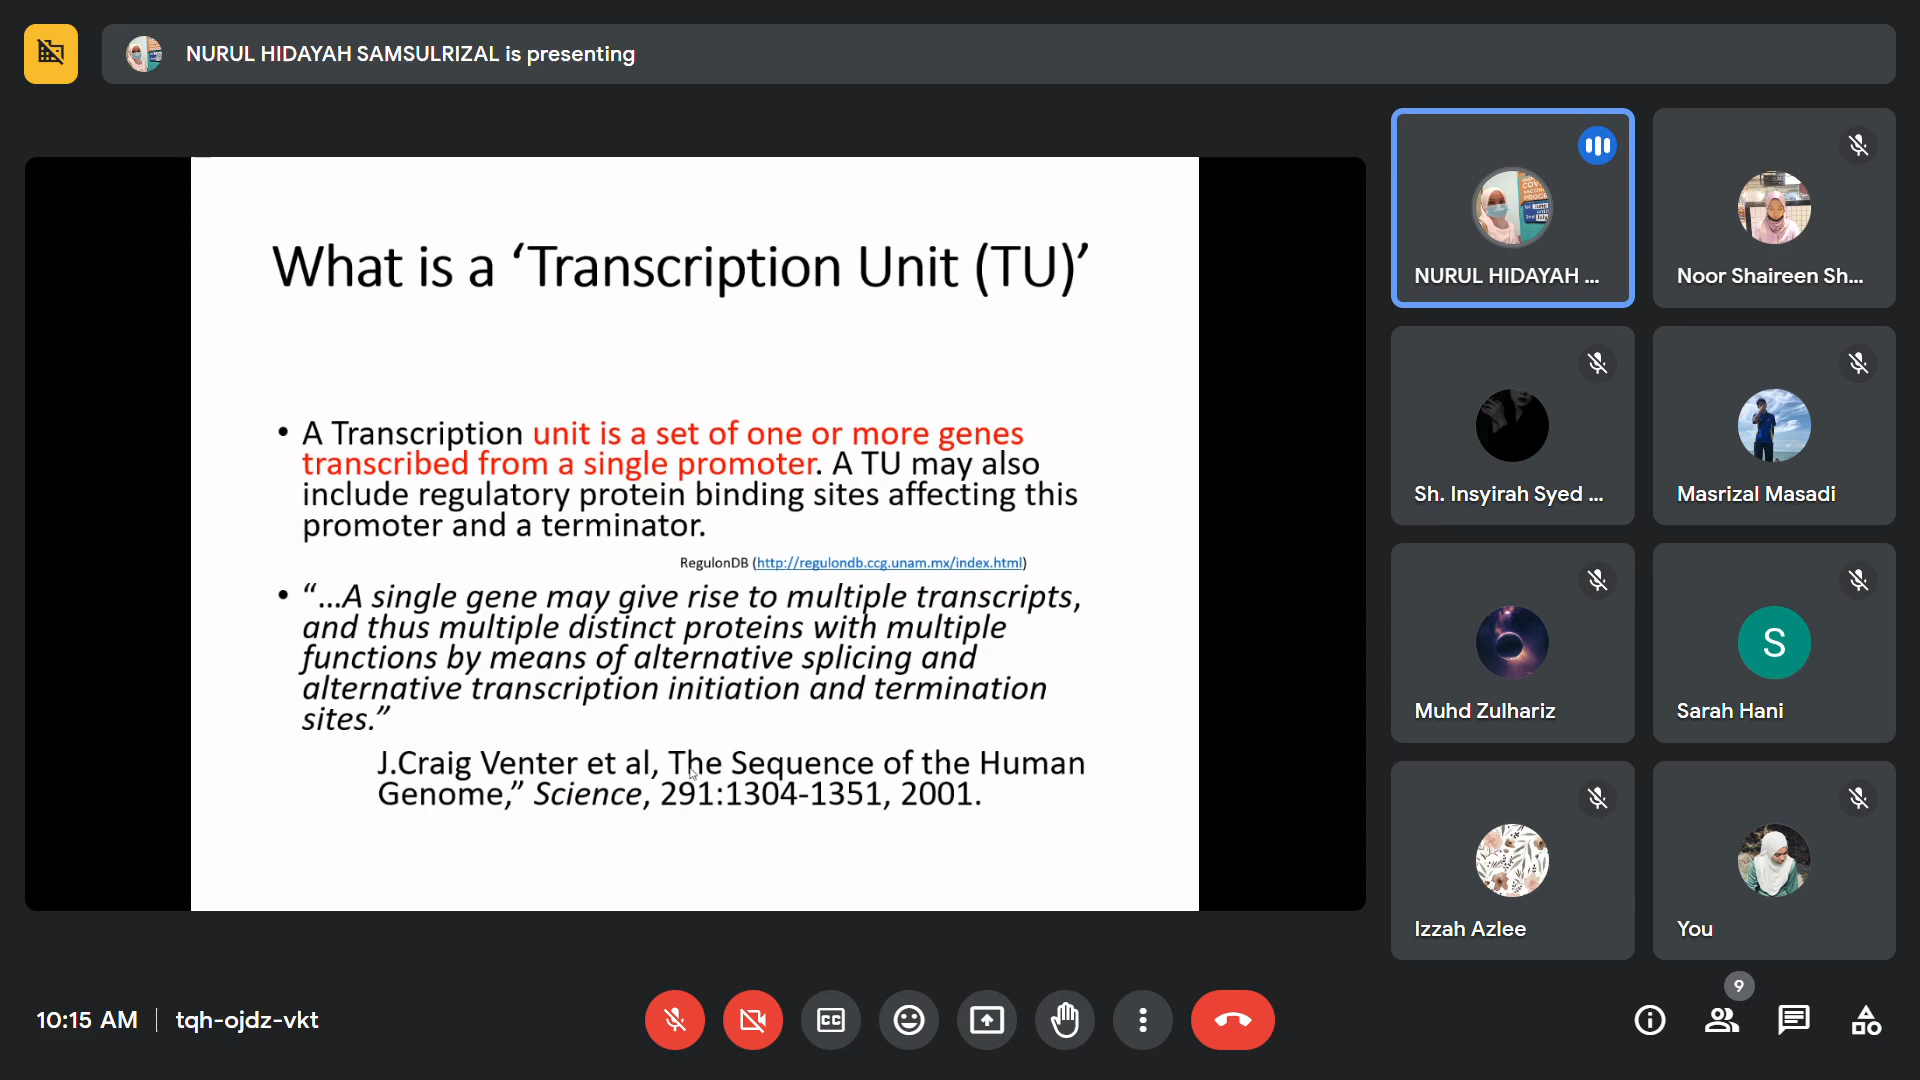 NURUL HIDAYAH SAMSULRIZAL is presenting
What is a ‘Transcription Unit (TU)’
• A Transcription unit is a set of one or more genes
transcribed from a single promoter. A TU may also
include regulatory protein binding sites affecting this
promoter and a terminator.
RegulonDB (http://regulondb.ccg.unam.mx/index.html)
• “…A single gene may give rise to multiple transcripts,
and thus multiple distinct proteins with multiple
functions by means of alternative splicing and
alternative transcription initiation and termination
sites.”
J.Craig Venter et al, The Sequence of the Human
Genome,” Science, 291:1304-1351, 2001.
NURUL HIDAYAH ...
Noor Shaireen Sh...
Sh. Insyirah Syed ...
Masrizal Masadi
Muhd Zulhariz
S
Sarah Hani
Izzah Azlee
You
10:15 AM | tqh-ojdz-vkt
CC
9